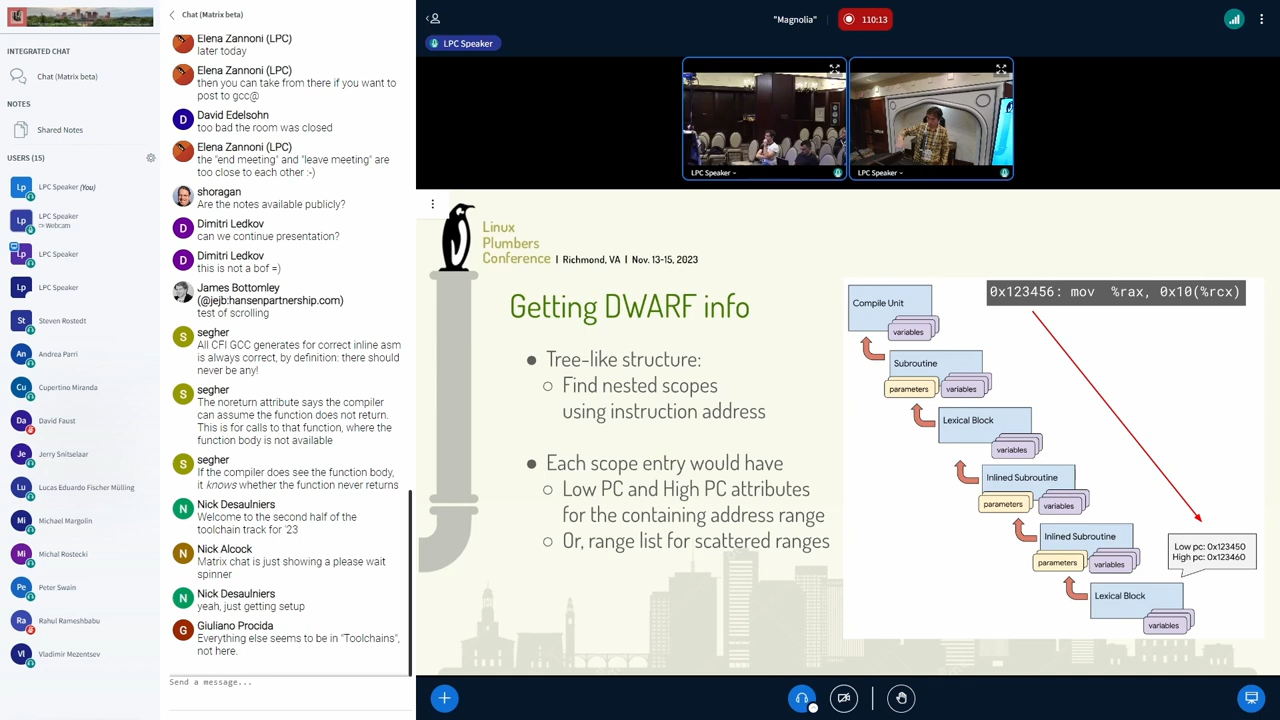 INTEGRATED CHAT
Chat (Matrix beta)
NOTES
Shared Notes
USERS (15)
Lp LPC Speaker (You)
Lp LPC Speaker
Webcam
Lp LPC Speaker
Lp LPC Speaker
St Steven Rostedt
An Andrea Parri
Cu Cupertino Miranda
Da David Faust
Je Jerry Snitselaar
Lu Lucas Eduardo Fischer Mülling
Mi Michael Margolin
Mi Michal Rostecki
Pe Peter Swain
Ra Rahul Rameshbabu
Vl Vladimir Mezentsev
Chat (Matrix beta)
Elena Zannoni (LPC)
later today
Elena Zannoni (LPC)
then you can take from there if you want to
post to gcc@
D David Edelsohn
too bad the room was closed
Elena Zannoni (LPC)
the "end meeting" and "leave meeting" are
too close to each other :-)
shoragan
Are the notes available publicly?
D Dimitri Ledkov
can we continue presentation?
D Dimitri Ledkov
this is not a bof =)
James Bottomley
(@jejb:hansenpartnership.com)
test of scrolling
S segher
All CFI GCC generates for correct inline asm
is always correct, by definition: there should
never be any!
S segher
The noreturn attribute says the compiler
can assume the function does not return.
This is for calls to that function, where the
function body is not available
S segher
If the compiler does see the function body,
it knows whether the function never returns
N Nick Desaulniers
Welcome to the second half of the
toolchain track for '23
N Nick Alcock
Matrix chat is just showing a please wait
spinner
N Nick Desaulniers
yeah, just getting setup
G Giuliano Procida
Everything else seems to be in "Toolchains",
not here.
Send a message...
"Magnolia"
110:13
LPC Speaker
LPC Speaker
LPC Speaker
Linux
Plumbers
Conference | Richmond, VA | Nov. 13-15, 2023
Getting DWARF info
● Tree-like structure:
○ Find nested scopes
using instruction address
● Each scope entry would have
○ Low PC and High PC attributes
for the containing address range
○ Or, range list for scattered ranges
0x123456: mov %rax, 0x10(%rcx)
Compile Unit
variables
Subroutine
parameters variables
Lexical Block
variables
Inlined Subroutine
parameters variables
Inlined Subroutine
parameters variables
Low pc: 0x123450
High pc: 0x123460
Lexical Block
variables